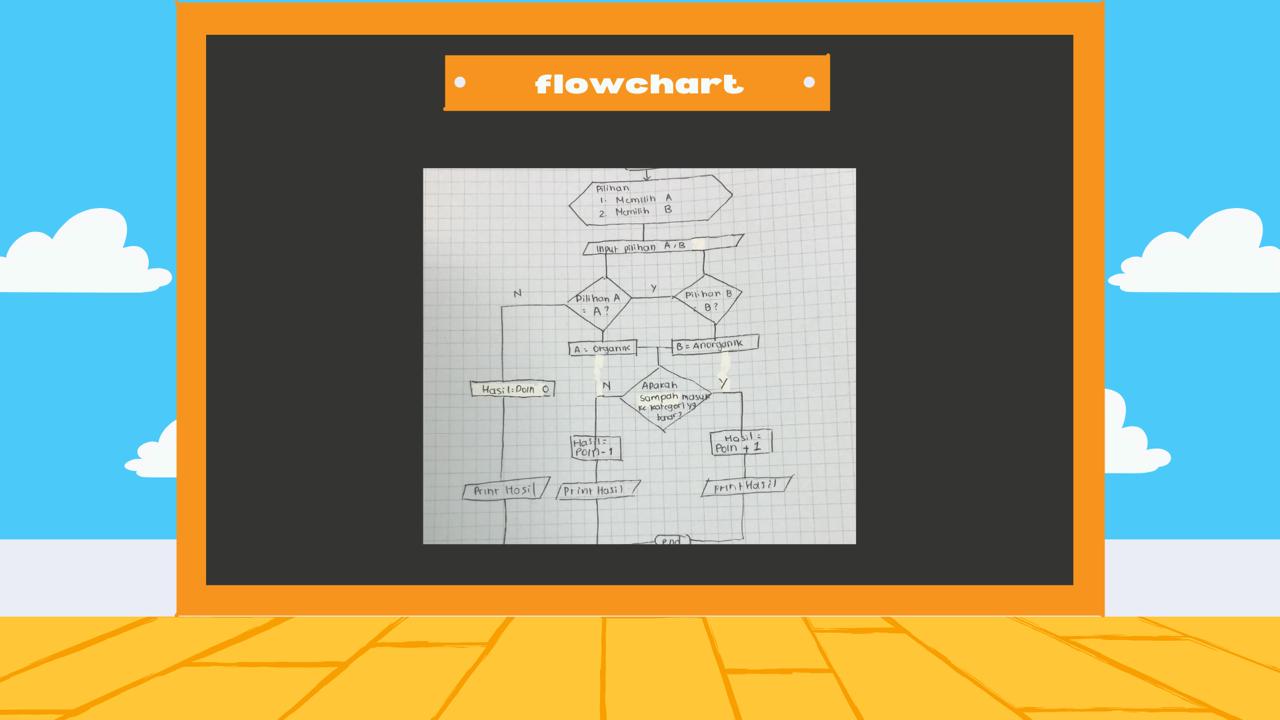 flowchart
Pilihan
1. Memilih A
2. Memilih B
Input pilihan A, B
N
Pilihan A
= A?
Y
Pilihan B
= B?
A = Organik
B = Anorganik
Hasil : Poin 0
N
Apakah
Sampah masuk
ke kategori yg
benar?
Y
Hasil =
Poin - 1
Hasil =
Poin + 1
Print Hasil
Print Hasil
Print Hasil
end